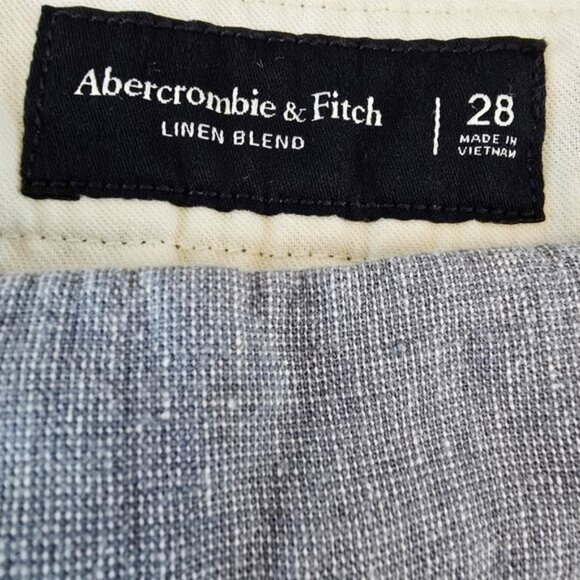 Abercrombie & Fitch
LINEN BLEND
28
MADE IN
VIETNAM